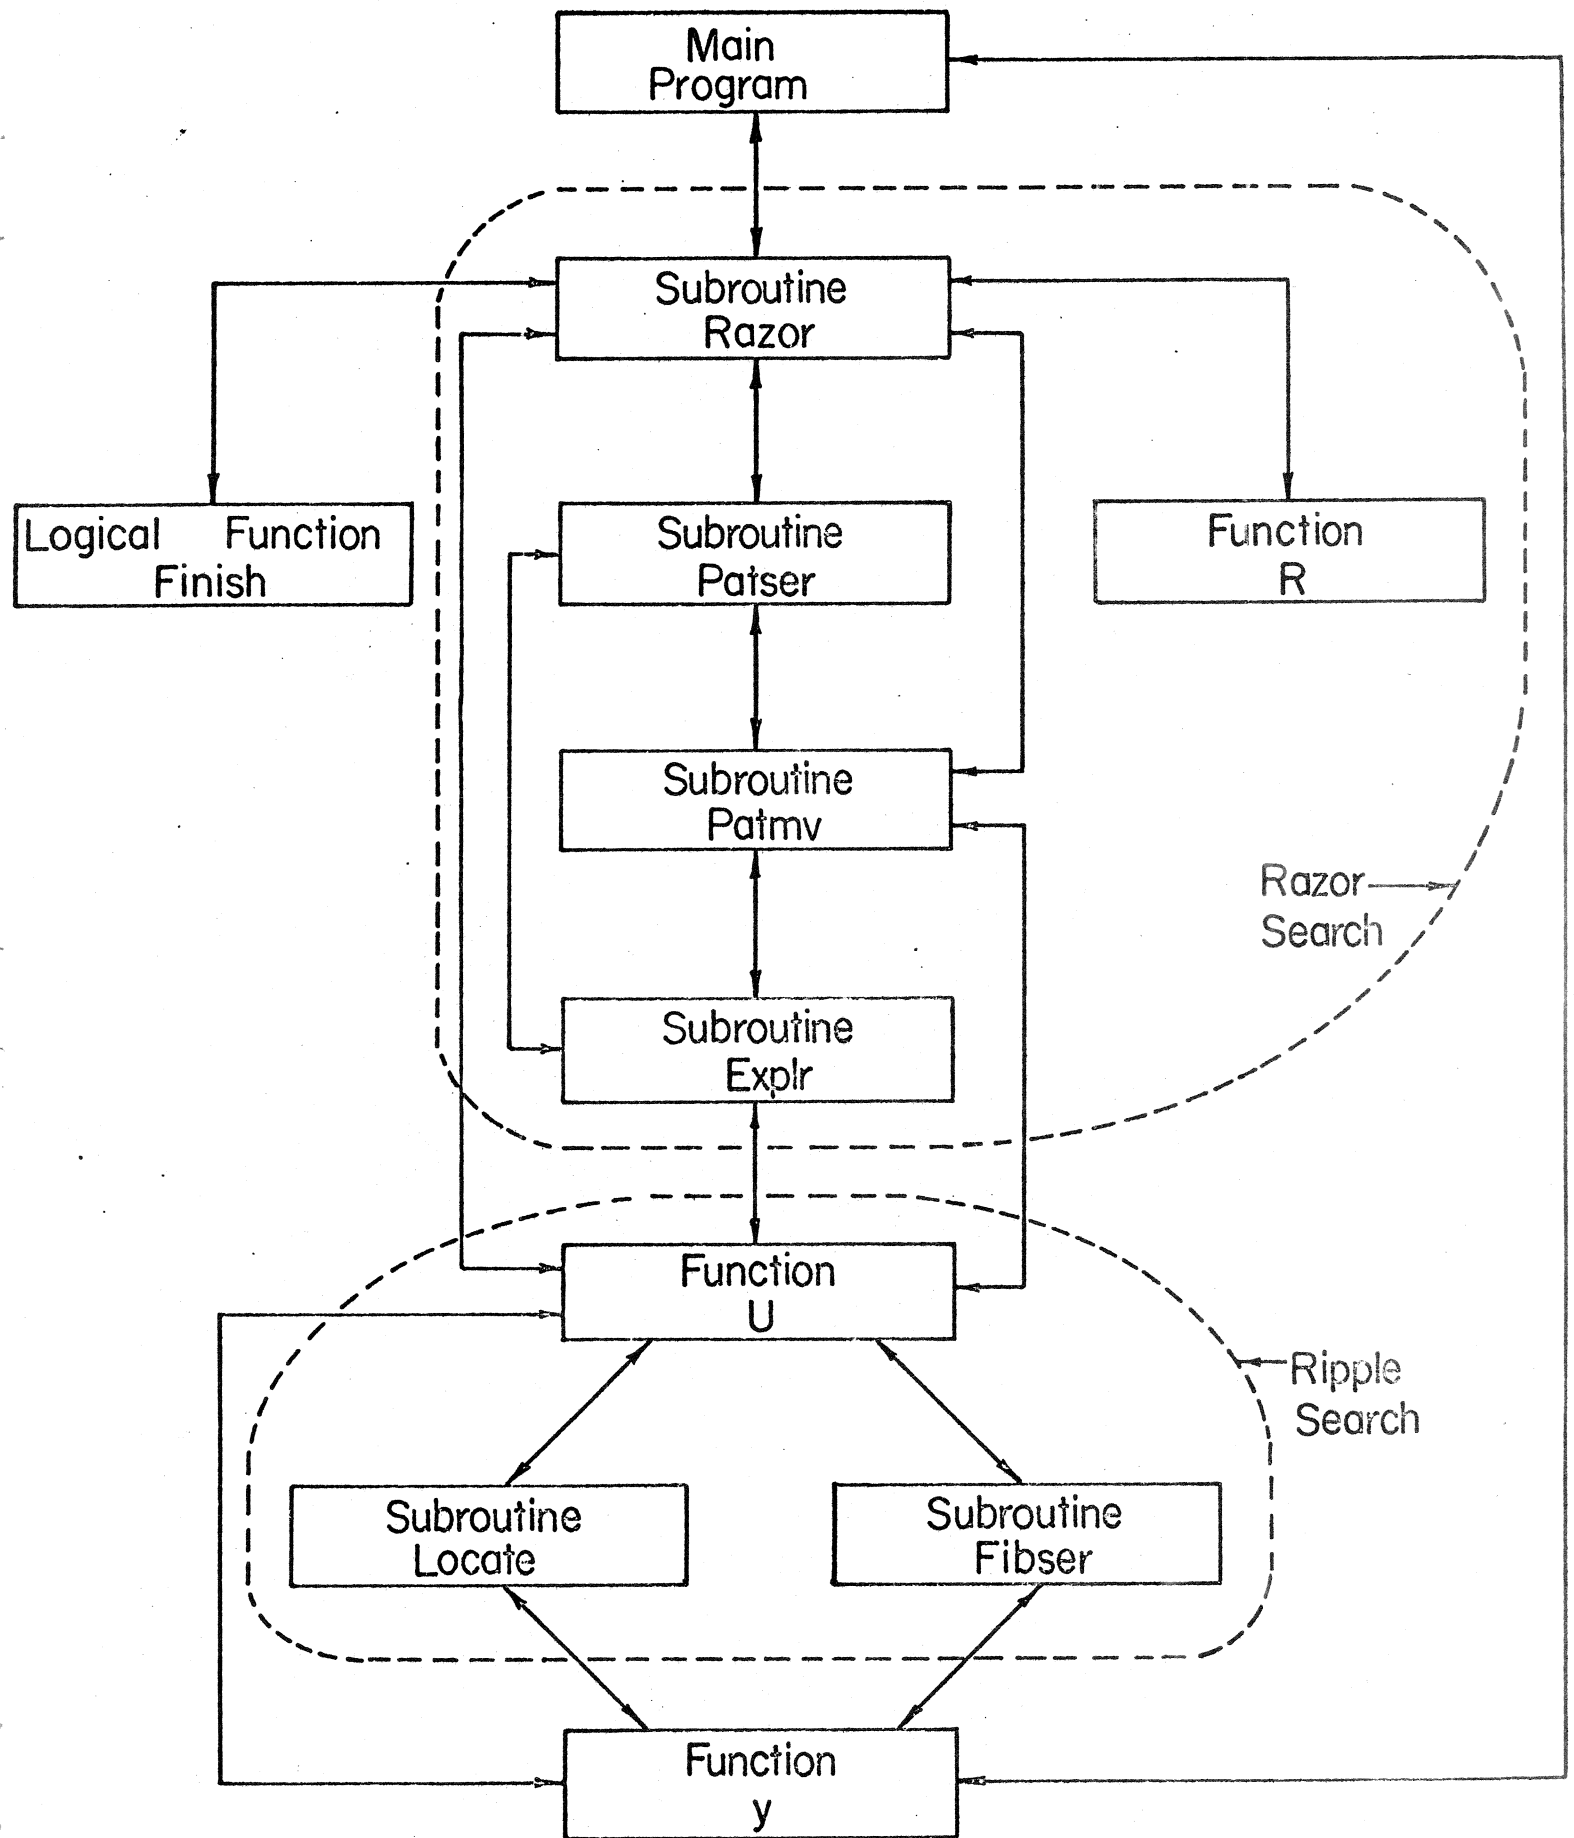 Main
Program
Subroutine
Razor
Logical Function
Finish
Subroutine
Patser
Function
R
Subroutine
Patmv
Razor
Search
Subroutine
Explr
Function
U
Ripple
Search
Subroutine
Locate
Subroutine
Fibser
Function
y